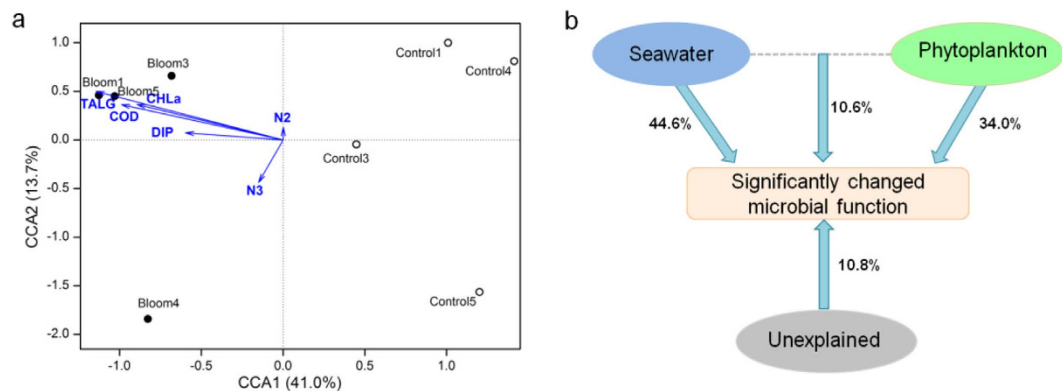 a
CCA2 (13.7%)
1.0
0.5
0.0
-0.5
-1.0
-1.5
-2.0
Bloom3
Bloom1
Bloom5
TALG
CHLa
COD
DIP
N2
N3
Control1
Control4
Control3
Control5
Bloom4
-1.0
-0.5
0.0
0.5
1.0
CCA1 (41.0%)
b
Seawater
Phytoplankton
44.6%
10.6%
34.0%
Significantly changed
microbial function
10.8%
Unexplained